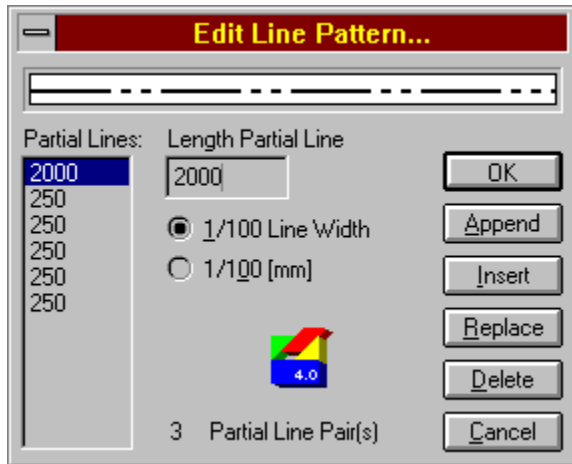 Edit Line Pattern...
Partial Lines:
2000
250
250
250
250
250
Length Partial Line
2000
1/100 Line Width
1/100 [mm]
4.0
3 Partial Line Pair(s)
OK
Append
Insert
Replace
Delete
Cancel